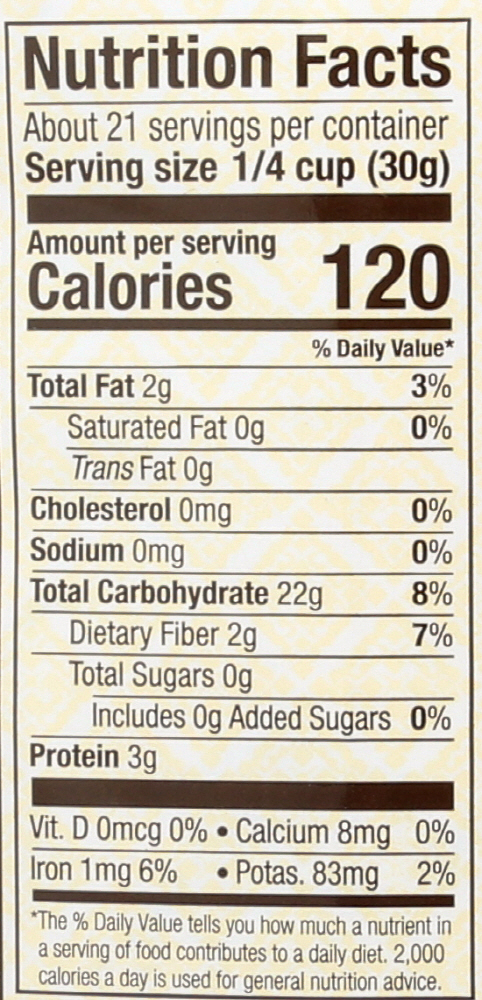 Nutrition Facts
About 21 servings per container
Serving size 1/4 cup (30g)
Amount per serving
Calories 120
% Daily Value*
Total Fat 2g 3%
Saturated Fat 0g 0%
Trans Fat 0g
Cholesterol 0mg 0%
Sodium 0mg 0%
Total Carbohydrate 22g 8%
Dietary Fiber 2g 7%
Total Sugars 0g
Includes 0g Added Sugars 0%
Protein 3g
Vit. D 0mcg 0% • Calcium 8mg 0%
Iron 1mg 6% • Potas. 83mg 2%
*The % Daily Value tells you how much a nutrient in
a serving of food contributes to a daily diet. 2,000
calories a day is used for general nutrition advice.